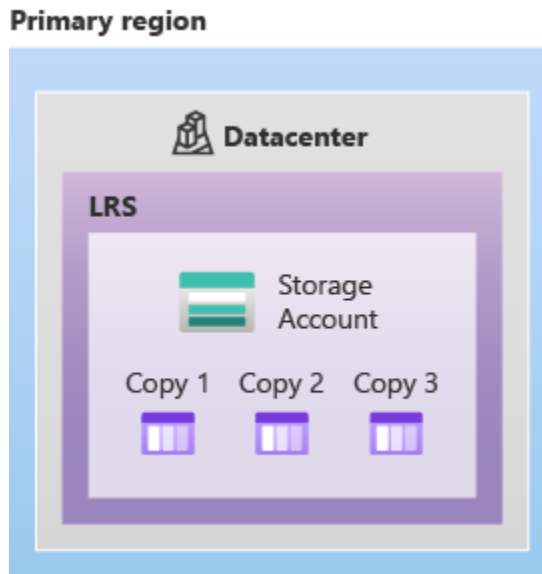 Primary region
Datacenter
LRS
Storage
Account
Copy 1 Copy 2 Copy 3